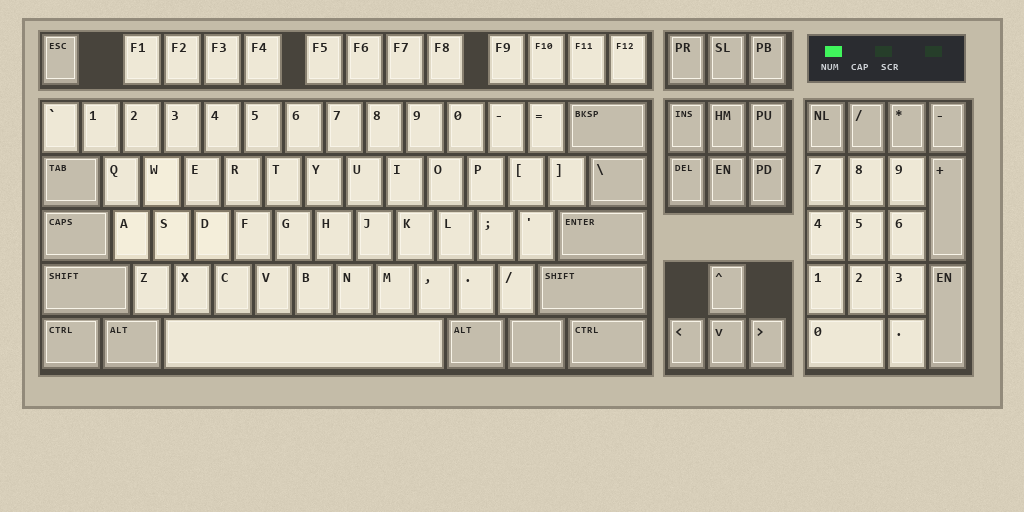 ESC F1 F2 F3 F4 F5 F6 F7 F8 F9 F10 F11 F12 PR SL PB
NUM CAP SCR
` 1 2 3 4 5 6 7 8 9 0 - = BKSP INS HM PU NL / * -
TAB Q W E R T Y U I O P [ ] \ DEL EN PD 7 8 9 +
CAPS A S D F G H J K L ; ' ENTER 4 5 6
SHIFT Z X C V B N M , . / SHIFT ^ 1 2 3 EN
CTRL ALT ALT CTRL < v > 0 .